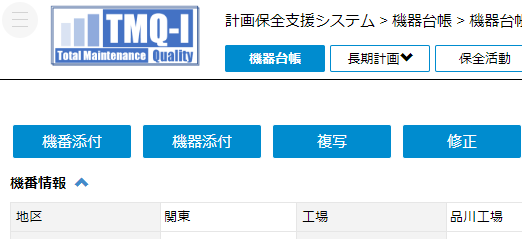 TMQ-I
Total Maintenance Quality
計画保全支援システム > 機器台帳 > 機器台帳
機器台帳 長期計画 保全活動
機番添付 機器添付 複写 修正
機番情報
地区 関東 工場 品川工場